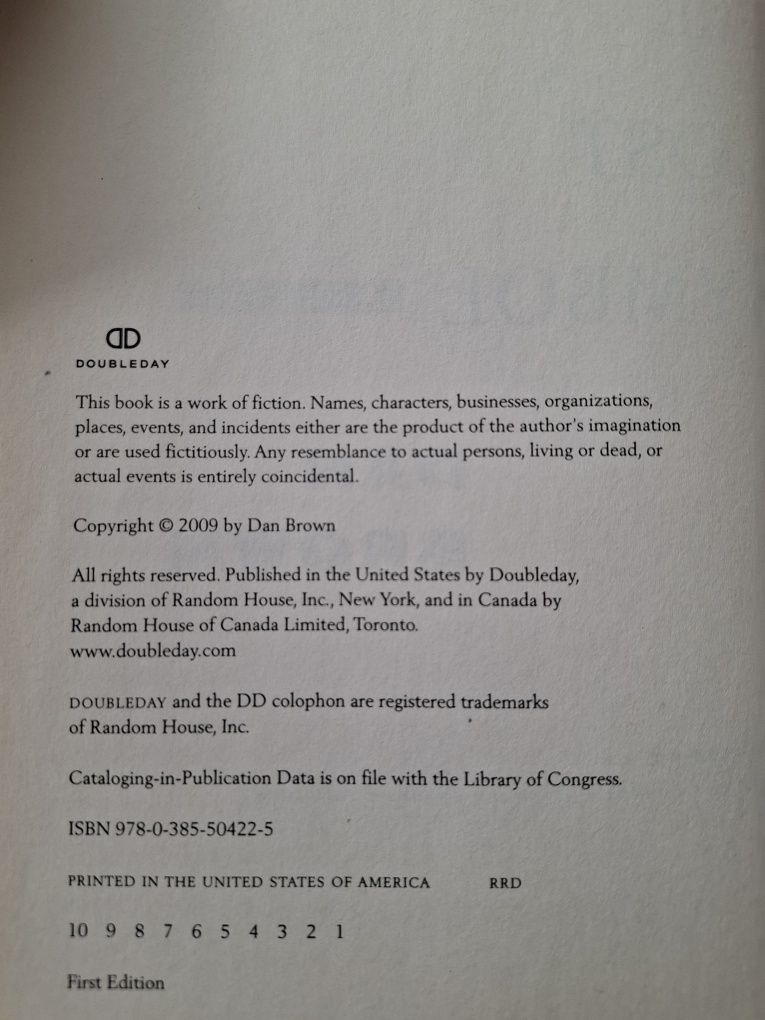 DD
DOUBLEDAY
This book is a work of fiction. Names, characters, businesses, organizations,
places, events, and incidents either are the product of the author's imagination
or are used fictitiously. Any resemblance to actual persons, living or dead, or
actual events is entirely coincidental.
Copyright © 2009 by Dan Brown
All rights reserved. Published in the United States by Doubleday,
a division of Random House, Inc., New York, and in Canada by
Random House of Canada Limited, Toronto.
www.doubleday.com
DOUBLEDAY and the DD colophon are registered trademarks
of Random House, Inc.
Cataloging-in-Publication Data is on file with the Library of Congress.
ISBN 978-0-385-50422-5
PRINTED IN THE UNITED STATES OF AMERICA RRD
10 9 8 7 6 5 4 3 2 1
First Edition